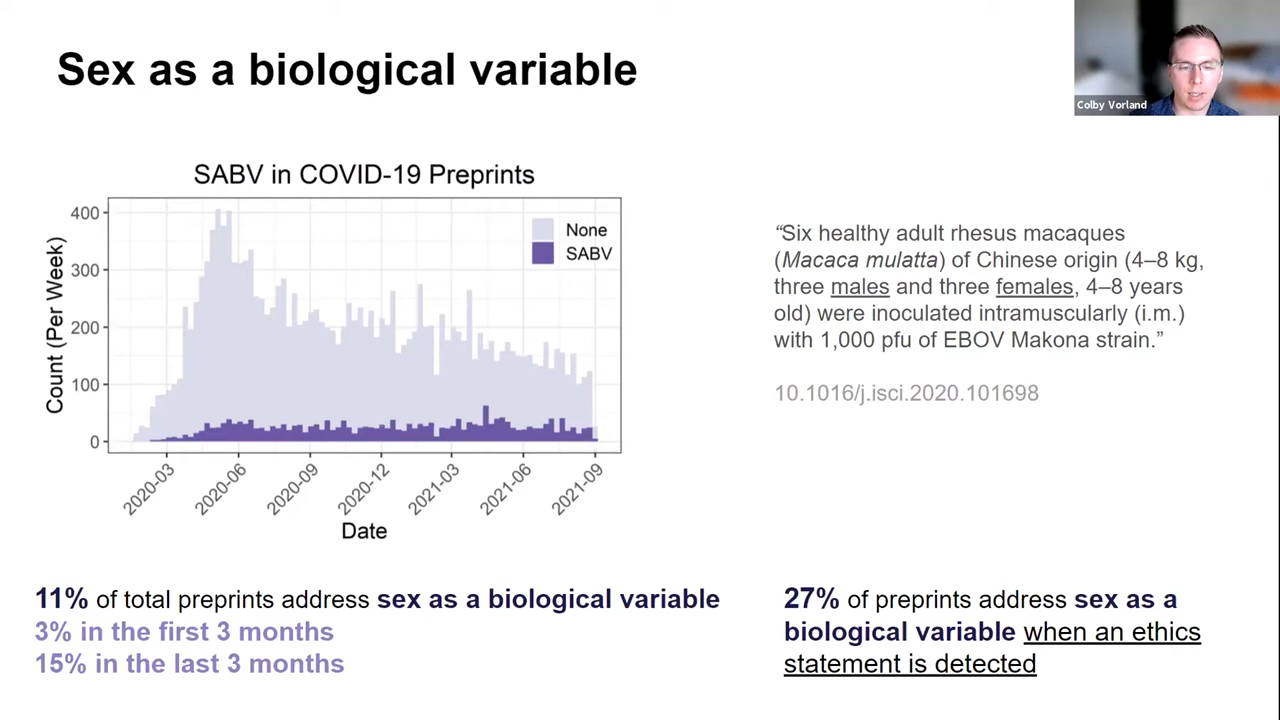 Sex as a biological variable
Colby Vorland
SABV in COVID-19 Preprints
Count (Per Week)
400
300
200
100
0
None
SABV
2020-03
2020-06
2020-09
2020-12
2021-03
2021-06
2021-09
Date
“Six healthy adult rhesus macaques
(Macaca mulatta) of Chinese origin (4–8 kg,
three males and three females, 4–8 years
old) were inoculated intramuscularly (i.m.)
with 1,000 pfu of EBOV Makona strain.”
10.1016/j.isci.2020.101698
11% of total preprints address sex as a biological variable
3% in the first 3 months
15% in the last 3 months
27% of preprints address sex as a
biological variable when an ethics
statement is detected